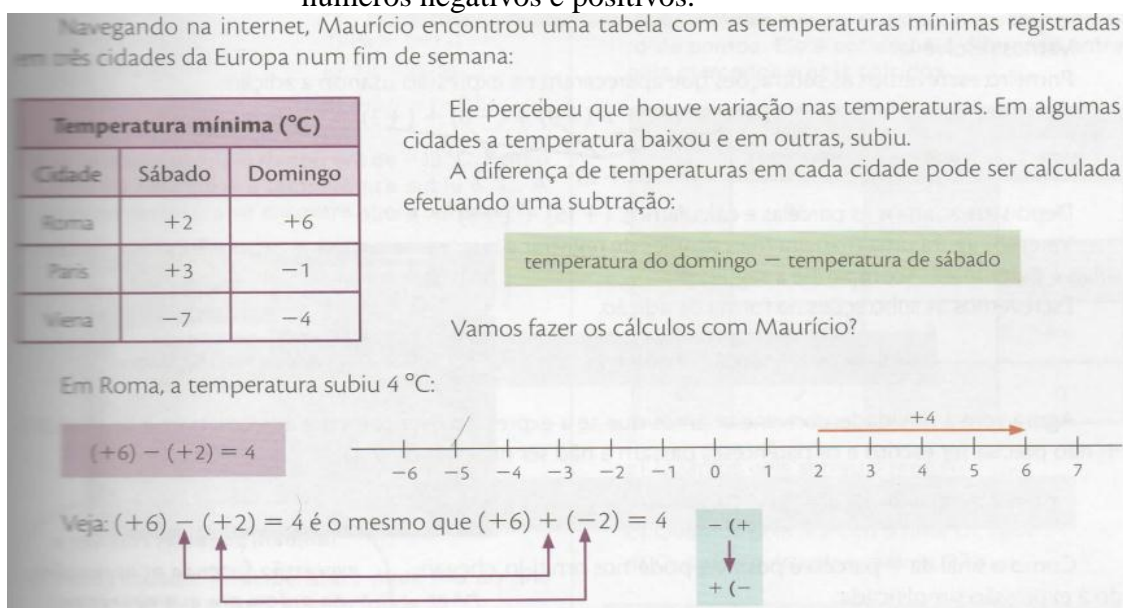 números negativos e positivos.
Navegando na internet, Maurício encontrou uma tabela com as temperaturas mínimas registradas
em três cidades da Europa num fim de semana:
Temperatura mínima (°C)
Cidade Sábado Domingo
Roma +2 +6
Paris +3 −1
Viena −7 −4
Ele percebeu que houve variação nas temperaturas. Em algumas
cidades a temperatura baixou e em outras, subiu.
A diferença de temperaturas em cada cidade pode ser calculada
efetuando uma subtração:
temperatura do domingo − temperatura de sábado
Vamos fazer os cálculos com Maurício?
Em Roma, a temperatura subiu 4 °C:
(+6) − (+2) = 4
+4
−6 −5 −4 −3 −2 −1 0 1 2 3 4 5 6 7
Veja: (+6) − (+2) = 4 é o mesmo que (+6) + (−2) = 4
− (+
+ (−